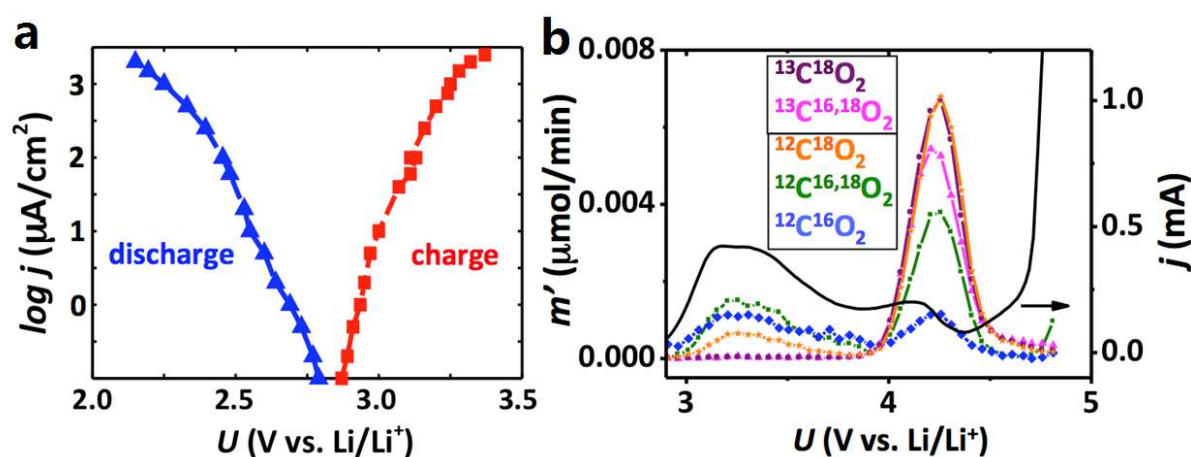 a
log j (μA/cm²)
3
2
1
0
discharge
charge
2.0 2.5 3.0 3.5
U (V vs. Li/Li⁺)
b
m' (μmol/min)
0.008
0.004
0.000
¹³C¹⁸O₂
¹³C¹⁶,¹⁸O₂
¹²C¹⁸O₂
¹²C¹⁶,¹⁸O₂
¹²C¹⁶O₂
1.0
0.5
0.0
j (mA)
3 4 5
U (V vs. Li/Li⁺)